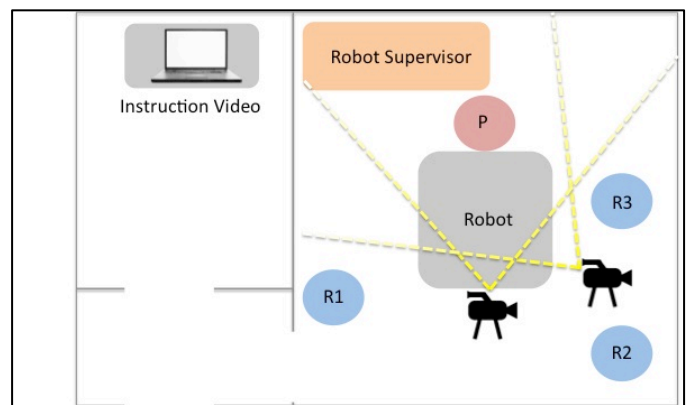 Robot Supervisor
Instruction Video
P
Robot
R3
R1
R2